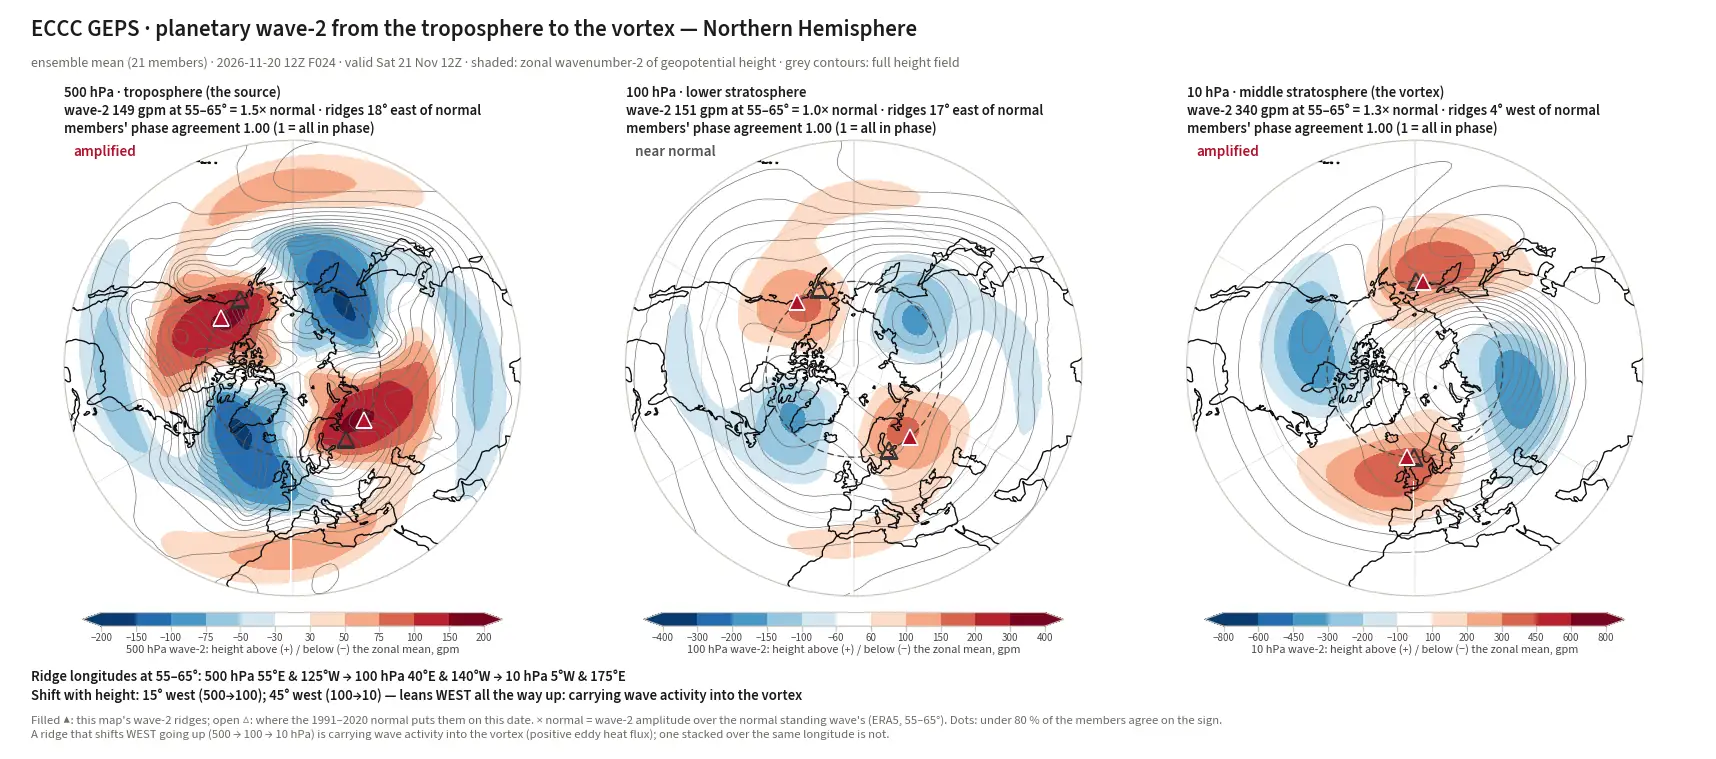 ECCC GEPS · planetary wave-2 from the troposphere to the vortex — Northern Hemisphere
ensemble mean (21 members) · 2026-11-20 12Z F024 · valid Sat 21 Nov 12Z · shaded: zonal wavenumber-2 of geopotential height · grey contours: full height field
500 hPa · troposphere (the source)
wave-2 149 gpm at 55–65° = 1.5× normal · ridges 18° east of normal
members' phase agreement 1.00 (1 = all in phase)
amplified
100 hPa · lower stratosphere
wave-2 151 gpm at 55–65° = 1.0× normal · ridges 17° east of normal
members' phase agreement 1.00 (1 = all in phase)
near normal
10 hPa · middle stratosphere (the vortex)
wave-2 340 gpm at 55–65° = 1.3× normal · ridges 4° west of normal
members' phase agreement 1.00 (1 = all in phase)
amplified
−200 −150 −100 −75 −50 −30 30 50 75 100 150 200
500 hPa wave-2: height above (+) / below (−) the zonal mean, gpm
−400 −300 −200 −150 −100 −60 60 100 150 200 300 400
100 hPa wave-2: height above (+) / below (−) the zonal mean, gpm
−800 −600 −450 −300 −200 −100 100 200 300 450 600 800
10 hPa wave-2: height above (+) / below (−) the zonal mean, gpm
Ridge longitudes at 55–65°: 500 hPa 55°E & 125°W → 100 hPa 40°E & 140°W → 10 hPa 5°W & 175°E
Shift with height: 15° west (500→100); 45° west (100→10) — leans WEST all the way up: carrying wave activity into the vortex
Filled ▲: this map's wave-2 ridges; open △: where the 1991–2020 normal puts them on this date. × normal = wave-2 amplitude over the normal standing wave's (ERA5, 55–65°). Dots: under 80 % of the members agree on the sign.
A ridge that shifts WEST going up (500 → 100 → 10 hPa) is carrying wave activity into the vortex (positive eddy heat flux); one stacked over the same longitude is not.